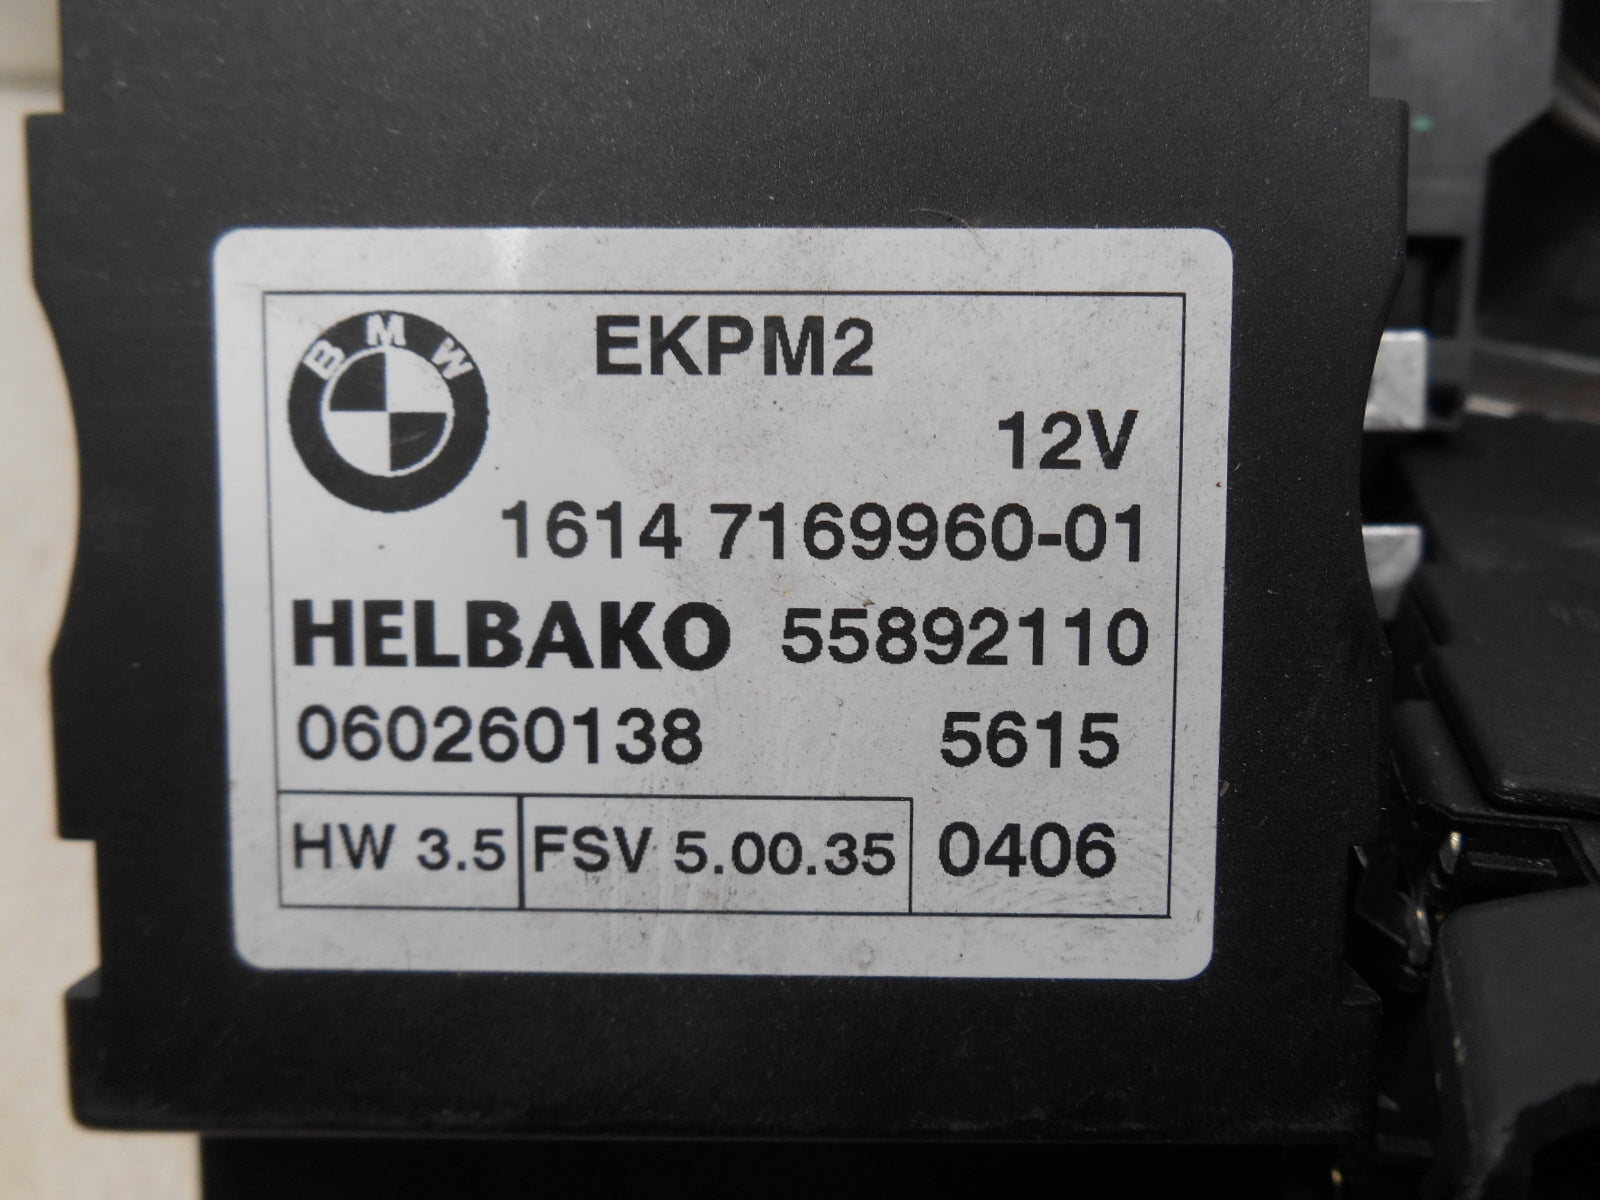 BMW
EKPM2
12V
1614 7169960-01
HELBAKO 55892110
060260138 5615
HW 3.5 FSV 5.00.35 0406